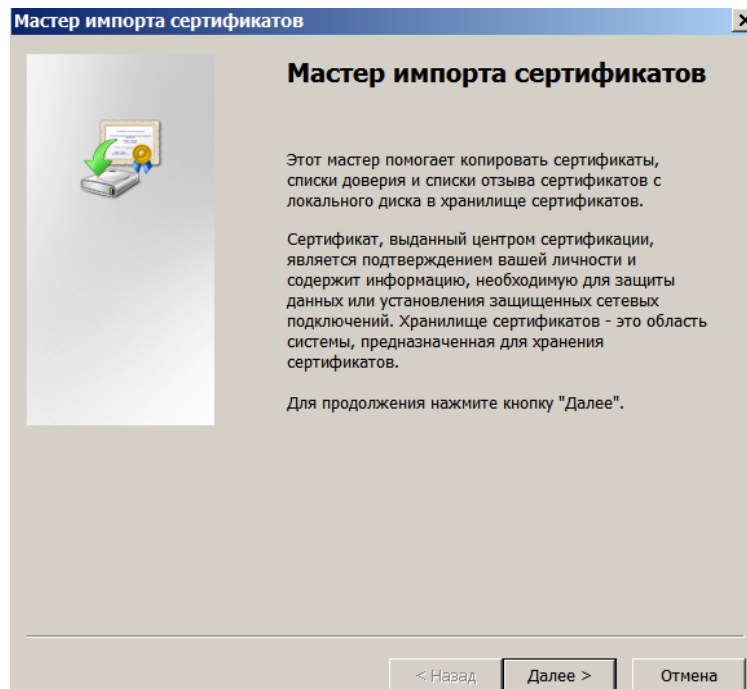 Мастер импорта сертификатов
Мастер импорта сертификатов
Этот мастер помогает копировать сертификаты,
списки доверия и списки отзыва сертификатов с
локального диска в хранилище сертификатов.
Сертификат, выданный центром сертификации,
является подтверждением вашей личности и
содержит информацию, необходимую для защиты
данных или установления защищенных сетевых
подключений. Хранилище сертификатов - это область
системы, предназначенная для хранения
сертификатов.
Для продолжения нажмите кнопку "Далее".
< Назад
Далее >
Отмена